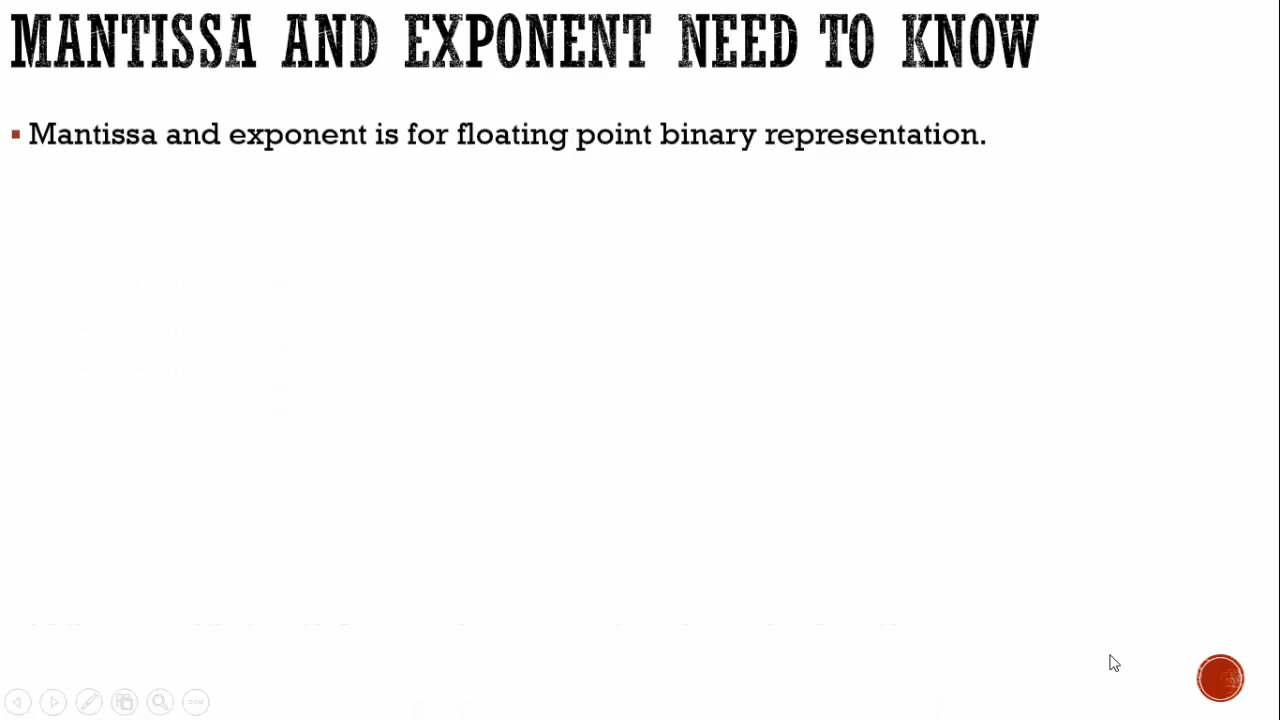 MANTISSA AND EXPONENT NEED TO KNOW
Mantissa and exponent is for floating point binary representation.